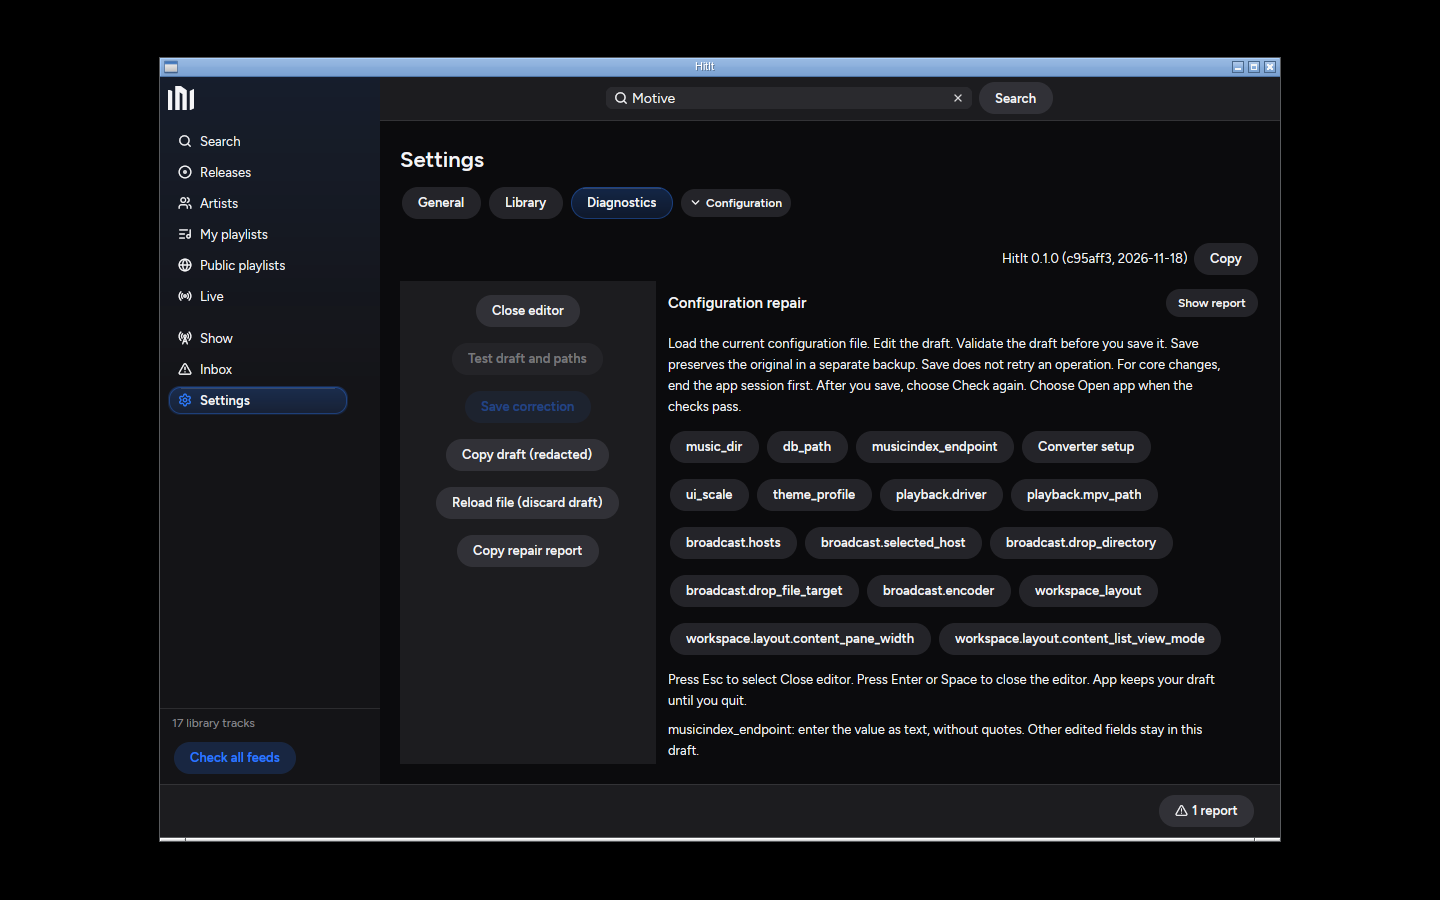 HitIt
Motive
Search
Search
Releases
Artists
My playlists
Public playlists
Live
Show
Inbox
Settings
17 library tracks
Check all feeds
Settings
General
Library
Diagnostics
Configuration
HitIt 0.1.0 (c95aff3, 2026-11-18)
Copy
Close editor
Test draft and paths
Save correction
Copy draft (redacted)
Reload file (discard draft)
Copy repair report
Configuration repair
Show report
Load the current configuration file. Edit the draft. Validate the draft before you save it. Save
preserves the original in a separate backup. Save does not retry an operation. For core changes,
end the app session first. After you save, choose Check again. Choose Open app when the
checks pass.
music_dir db_path musicindex_endpoint Converter setup
ui_scale theme_profile playback.driver playback.mpv_path
broadcast.hosts broadcast.selected_host broadcast.drop_directory
broadcast.drop_file_target broadcast.encoder workspace_layout
workspace.layout.content_pane_width workspace.layout.content_list_view_mode
Press Esc to select Close editor. Press Enter or Space to close the editor. App keeps your draft
until you quit.
musicindex_endpoint: enter the value as text, without quotes. Other edited fields stay in this
draft.
1 report